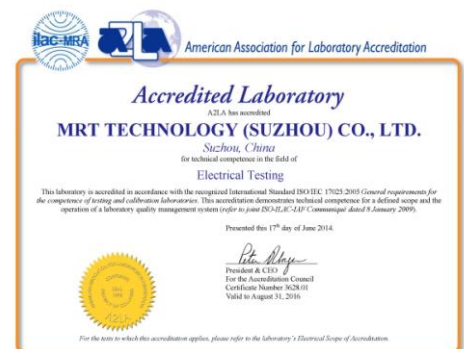 ilac-MRA
A2LA
American Association for Laboratory Accreditation
Accredited Laboratory
A2LA has accredited
MRT TECHNOLOGY (SUZHOU) CO., LTD.
Suzhou, China
for technical competence in the field of
Electrical Testing
This laboratory is accredited in accordance with the recognized International Standard ISO/IEC 17025:2005 General requirements for
the competence of testing and calibration laboratories. This accreditation demonstrates technical competence for a defined scope and the
operation of a laboratory quality management system (refer to joint ISO-ILAC-IAF Communiqué dated 8 January 2009).
Presented this 17th day of June 2014.
President & CEO
For the Accreditation Council
Certificate Number 3628.01
Valid to August 31, 2016
A2LA
For the tests to which this accreditation applies, please refer to the laboratory's Electrical Scope of Accreditation.